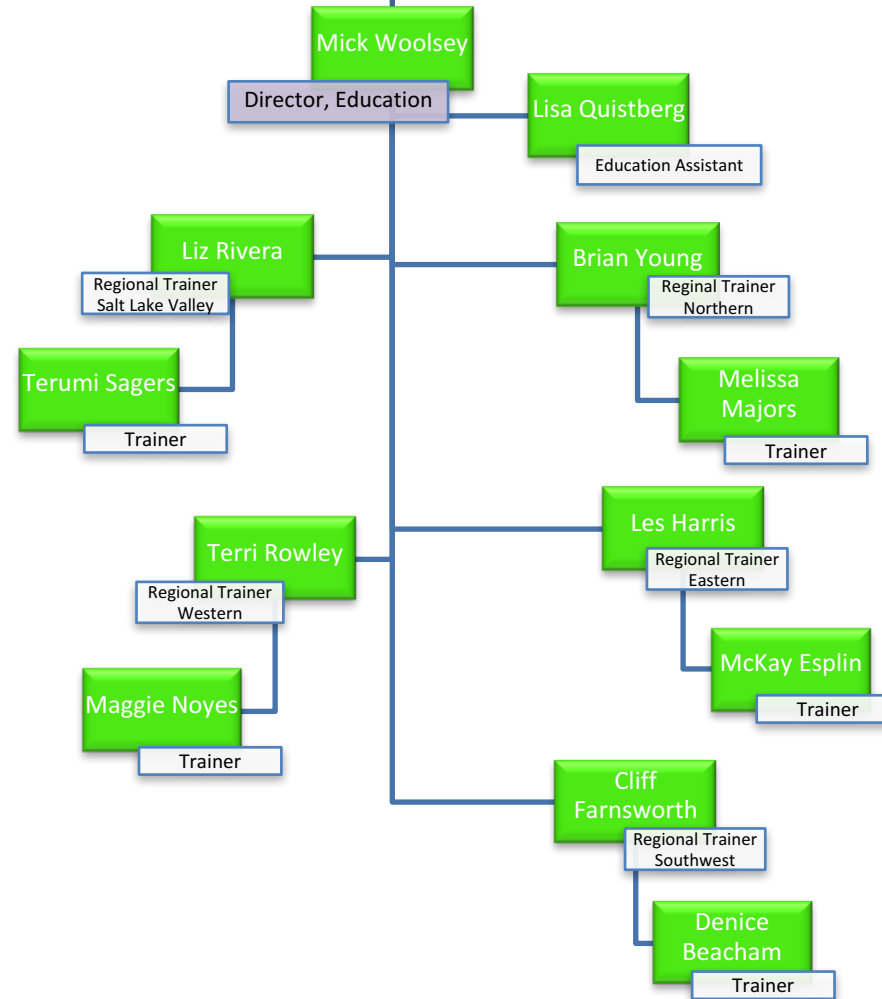 Mick Woolsey
Director, Education
Lisa Quistberg
Education Assistant
Liz Rivera
Regional Trainer
Salt Lake Valley
Brian Young
Reginal Trainer
Northern
Terumi Sagers
Trainer
Melissa
Majors
Trainer
Terri Rowley
Regional Trainer
Western
Les Harris
Regional Trainer
Eastern
Maggie Noyes
Trainer
McKay Esplin
Trainer
Cliff
Farnsworth
Regional Trainer
Southwest
Denice
Beacham
Trainer